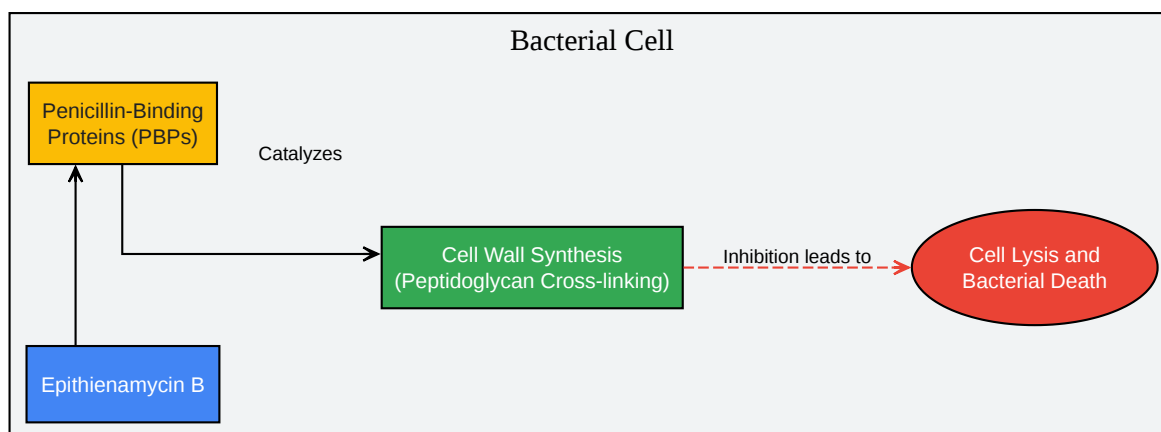 Bacterial Cell
Penicillin-Binding
Proteins (PBPs)
Catalyzes
Cell Wall Synthesis
(Peptidoglycan Cross-linking)
Inhibition leads to
Cell Lysis and
Bacterial Death
Epithienamycin B